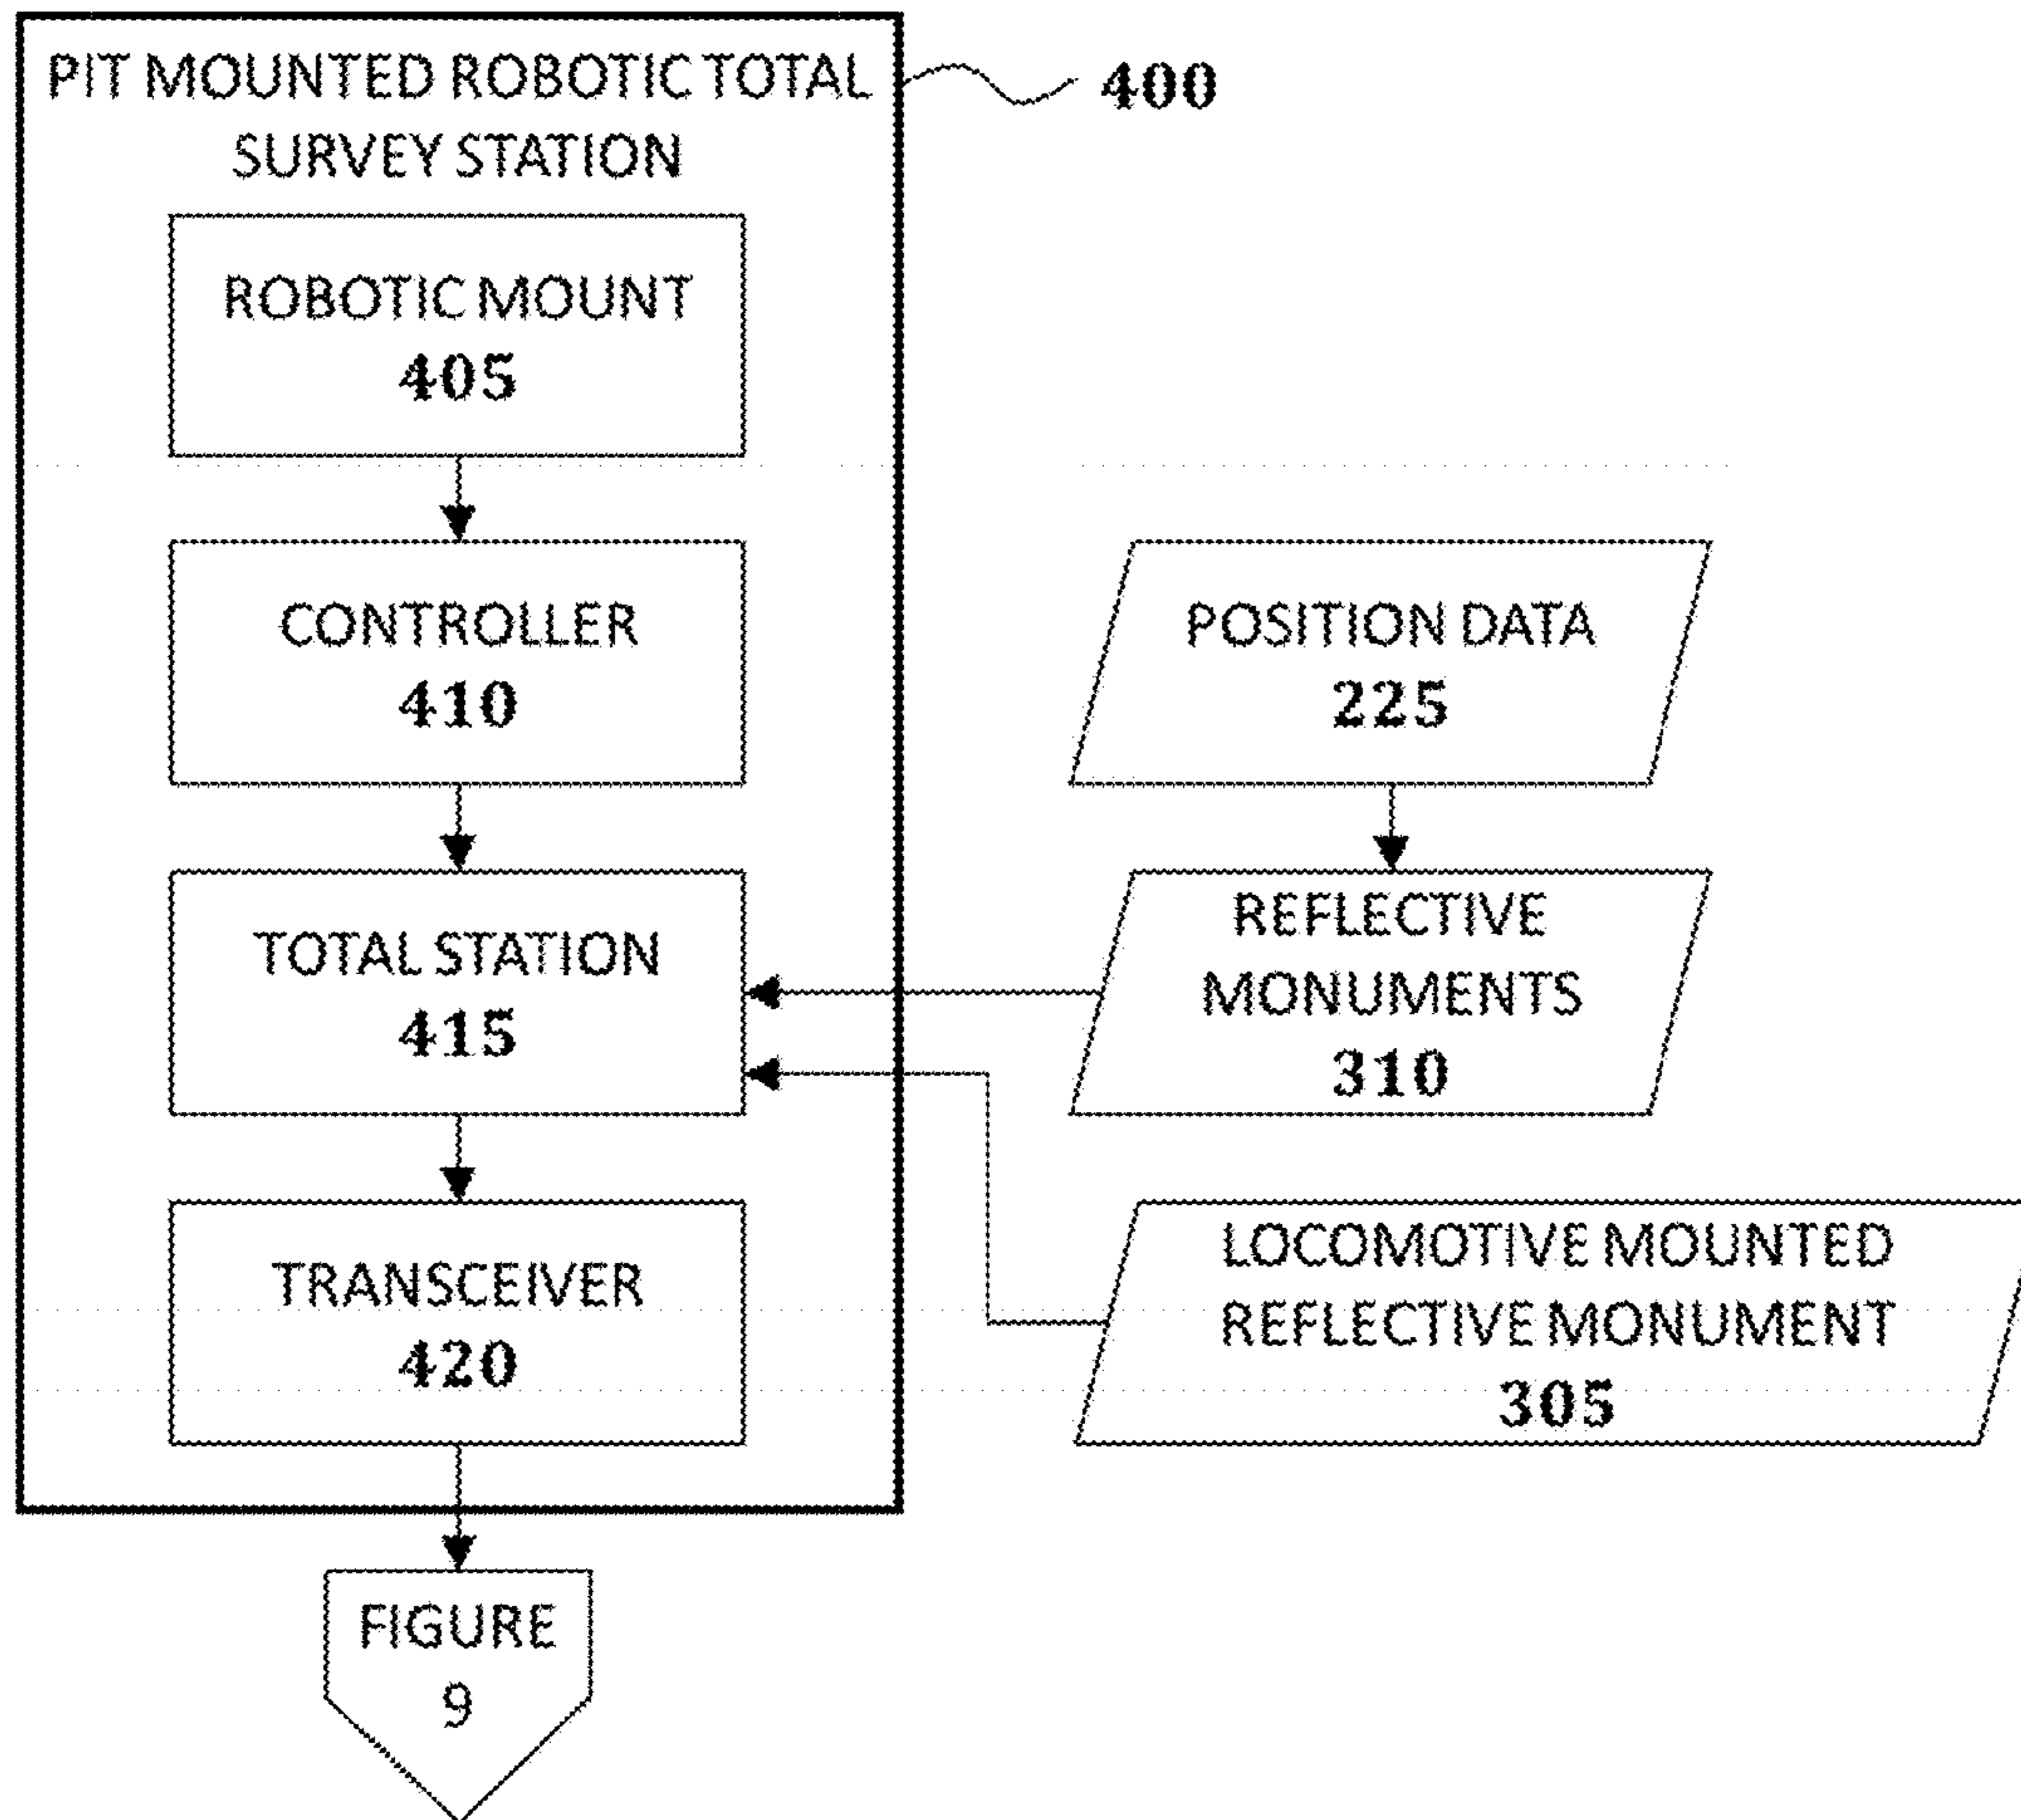 PIT MOUNTED ROBOTIC TOTAL
SURVEY STATION
400
ROBOTIC MOUNT
405
CONTROLLER
410
POSITION DATA
225
TOTAL STATION
415
REFLECTIVE
MONUMENTS
310
TRANSCEIVER
420
LOCOMOTIVE MOUNTED
REFLECTIVE MONUMENT
305
FIGURE
9